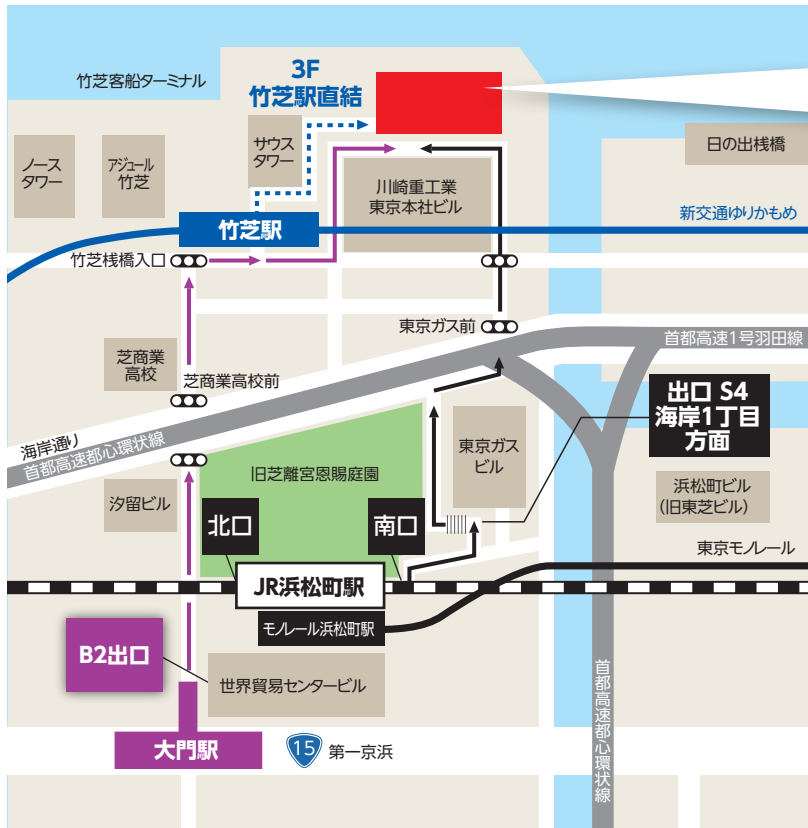 竹芝客船ターミナル
3F
竹芝駅直結
サウス
タワー
ノース
タワー
アジュール
竹芝
日の出桟橋
川崎重工業
東京本社ビル
竹芝駅
新交通ゆりかもめ
竹芝桟橋入口
東京ガス前
首都高速1号羽田線
芝商業
高校
芝商業高校前
出口 S4
海岸1丁目
方面
海岸通り
首都高速都心環状線
東京ガス
ビル
旧芝離宮恩賜庭園
浜松町ビル
(旧東芝ビル)
汐留ビル
北口
南口
東京モノレール
JR浜松町駅
モノレール浜松町駅
B2出口
世界貿易センタービル
首都高速都心環状線
大門駅
15
第一京浜